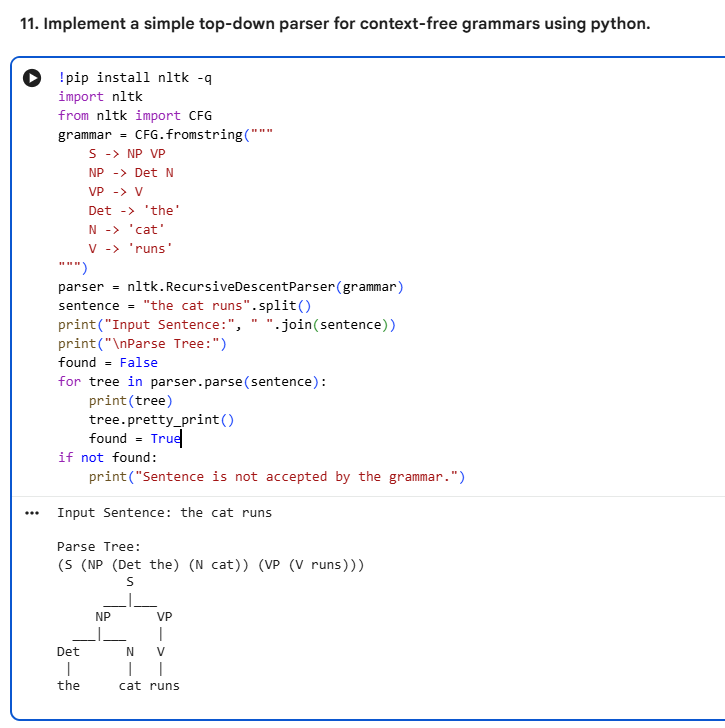 11. Implement a simple top-down parser for context-free grammars using python.
!pip install nltk -q
import nltk
from nltk import CFG
grammar = CFG.fromstring("""
    S -> NP VP
    NP -> Det N
    VP -> V
    Det -> 'the'
    N -> 'cat'
    V -> 'runs'
""")
parser = nltk.RecursiveDescentParser(grammar)
sentence = "the cat runs".split()
print("Input Sentence:", " ".join(sentence))
print("\nParse Tree:")
found = False
for tree in parser.parse(sentence):
    print(tree)
    tree.pretty_print()
    found = True
if not found:
    print("Sentence is not accepted by the grammar.")
Input Sentence: the cat runs
Parse Tree:
(S (NP (Det the) (N cat)) (VP (V runs)))
         S
      ___|___
     NP      VP
  ___|___    |
Det      N   V
 |       |   |
the     cat runs